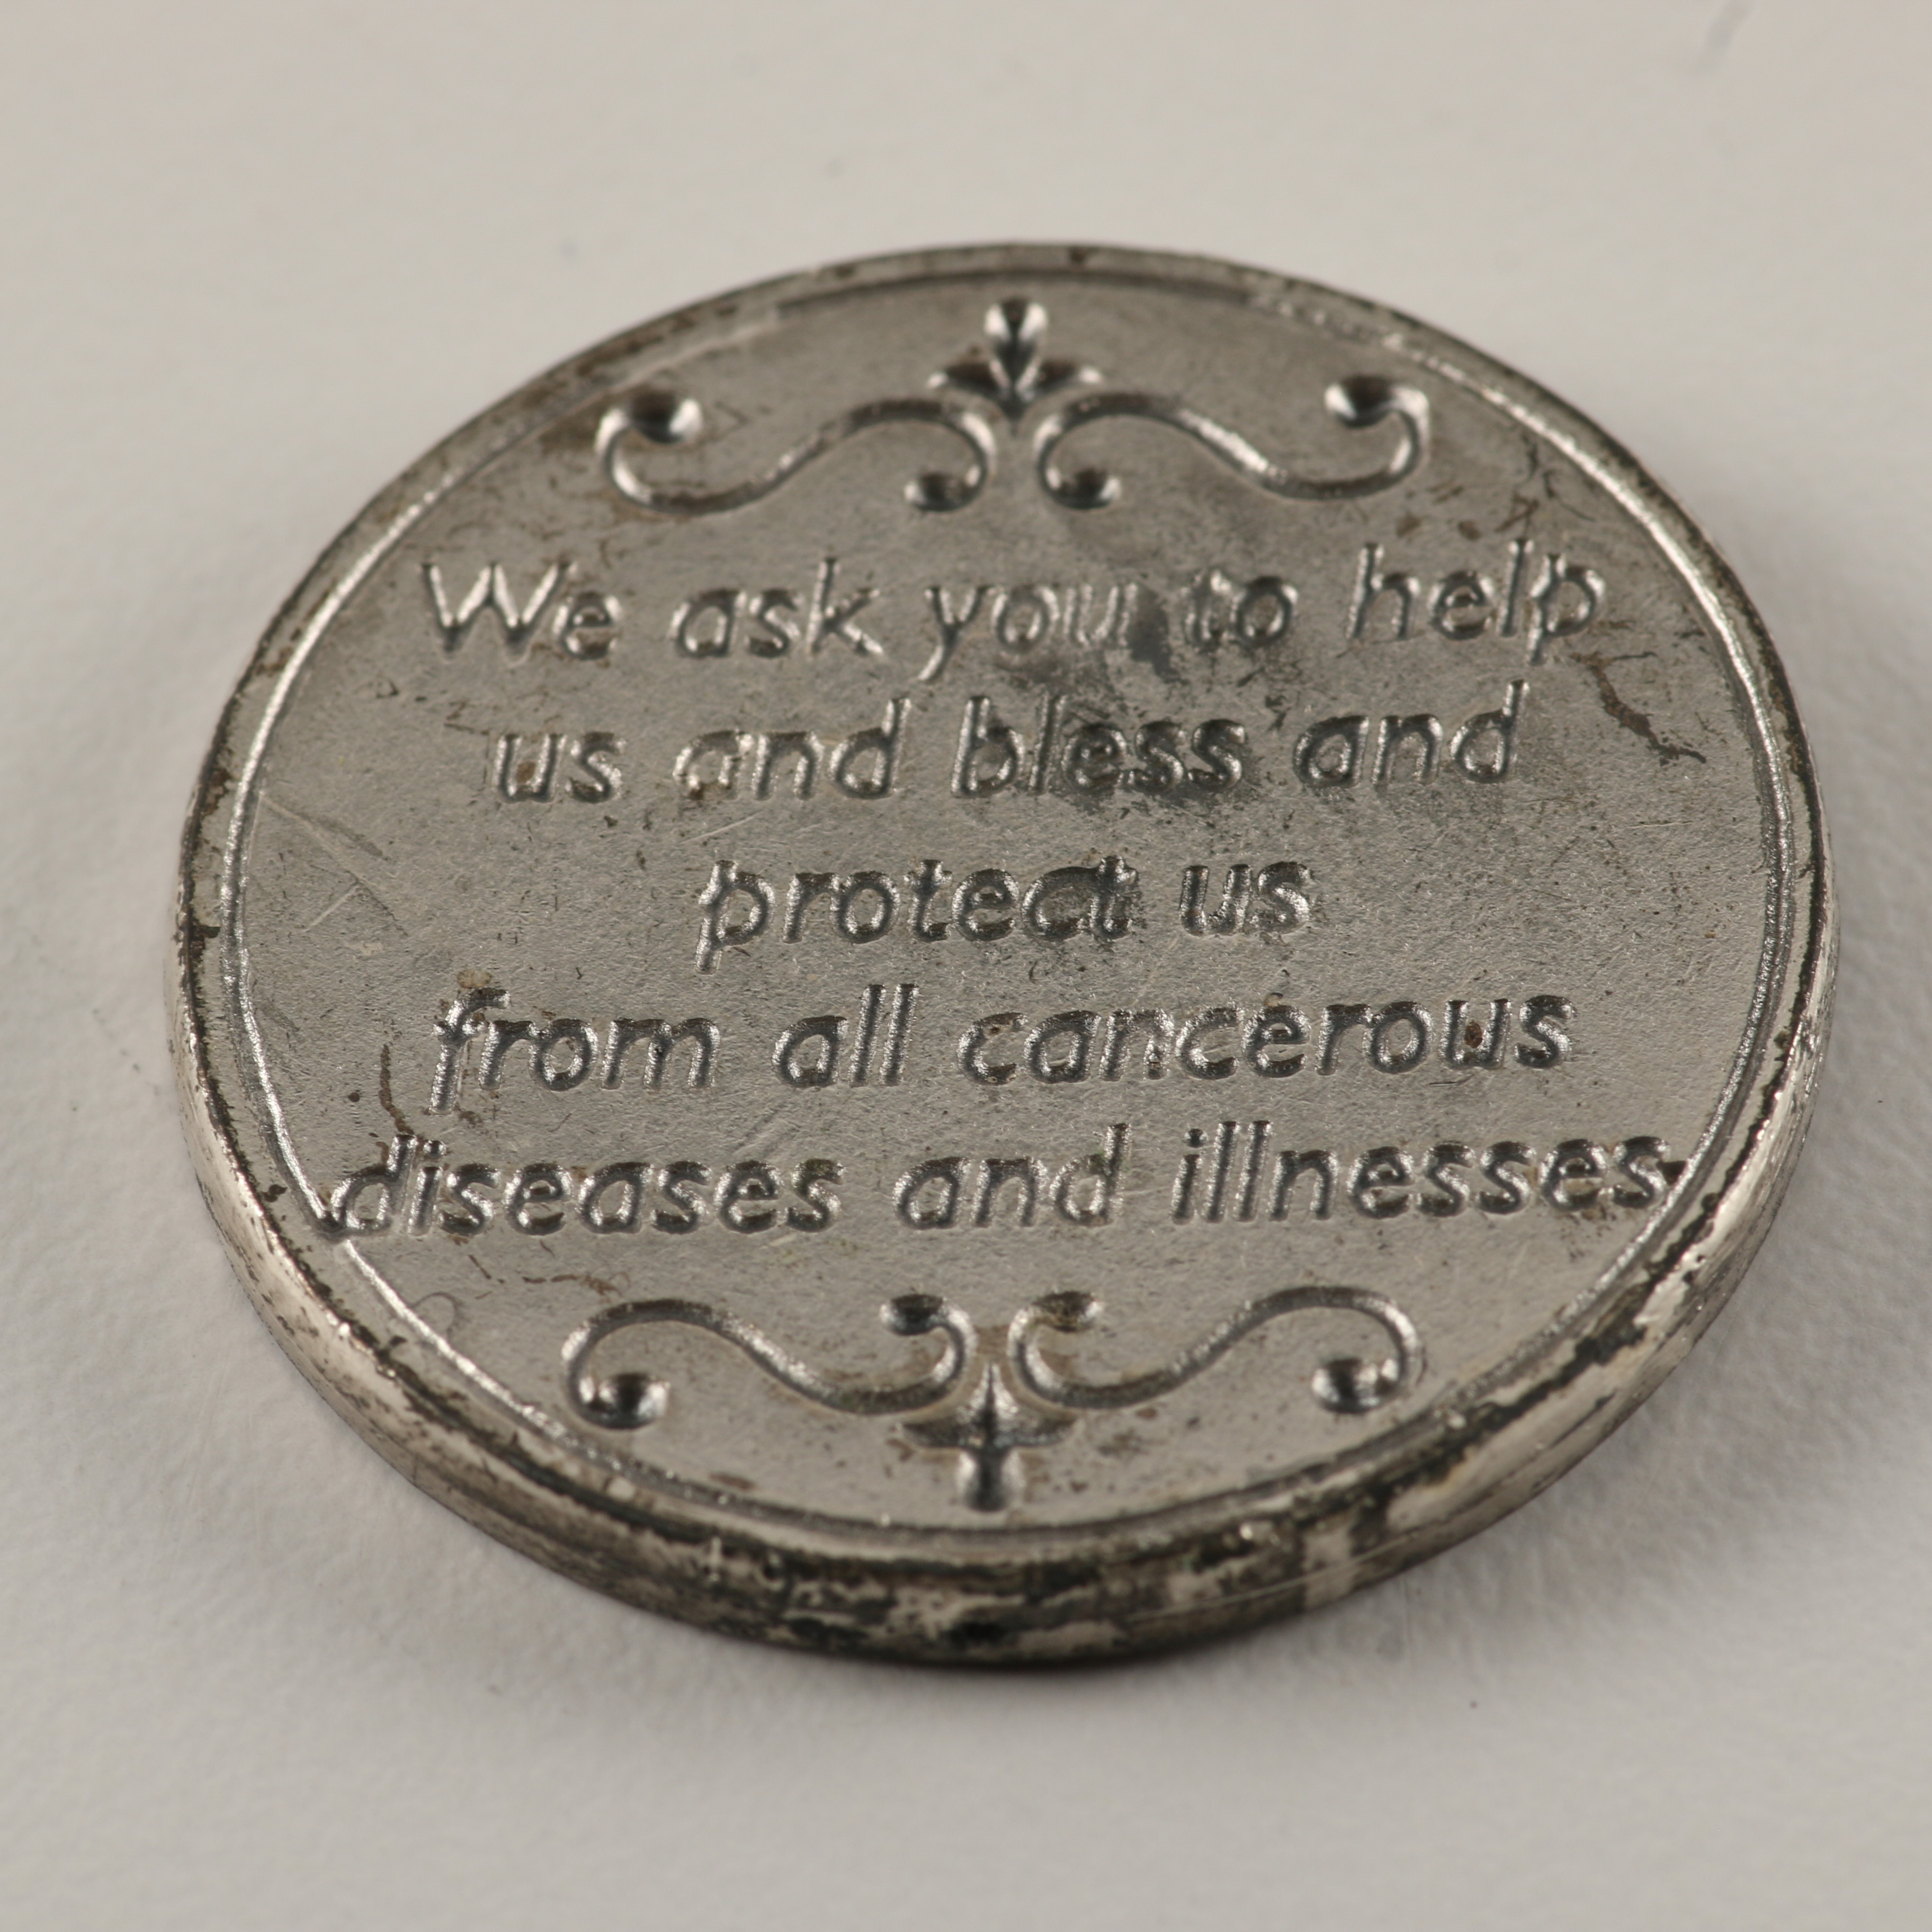 We ask you to help
us and bless and
protect us
from all cancerous
diseases and illnesses.